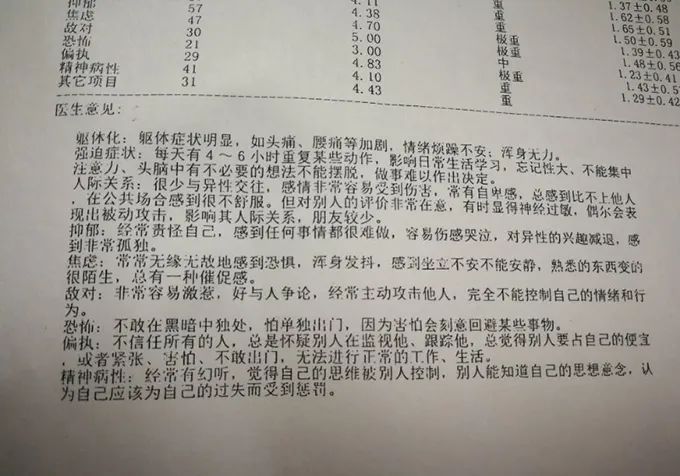 4.11 重 1.65±0.51
抑郁 57 4.38 重 1.50±0.59
焦虑 47 4.70 重 1.39±0.43
敌对 30 5.00 极重 1.48±0.56
恐怖 21 3.00 中 1.23±0.41
偏执 29 4.83 极重 1.43±0.57
精神病性 41 4.10 重 1.29±0.42
其它项目 31 4.43 重
医生意见：
躯体化：躯体症状明显，如头痛、腰痛等加剧，情绪烦躁不安；浑身无力。
强迫症状：每天有4～6小时重复某些动作，影响日常生活学习，忘记性大、不能集中
注意力、头脑中有不必要的想法不能摆脱，做事难以作出决定。
人际关系：很少与异性交往，感情非常容易受到伤害，常有自卑感，总感到比不上他人
，在公共场合感到很不舒服。但对别人的评价非常在意，有时显得神经过敏，偶尔会表
现出被动攻击，影响其人际关系，朋友较少。
抑郁：经常责怪自己，感到任何事情都很难做，容易伤感哭泣，对异性的兴趣减退，感
到非常孤独。
焦虑：常常无缘无故地感到恐惧，浑身发抖，感到坐立不安不能安静，熟悉的东西变的
很陌生，总有一种催促感。
敌对：非常容易激惹，好与人争论，经常主动攻击他人，完全不能控制自己的情绪和行
为。
恐怖：不敢在黑暗中独处，怕单独出门，因为害怕会刻意回避某些事物。
偏执：不信任所有的人，总是怀疑别人在监视他、跟踪他，总觉得别人要占自己的便宜
，或者紧张、害怕、不敢出门，无法进行正常的工作、生活。
精神病性：经常有幻听，觉得自己的思维被别人控制，别人能知道自己的思想意念，认
为自己应该为自己的过失而受到惩罚。